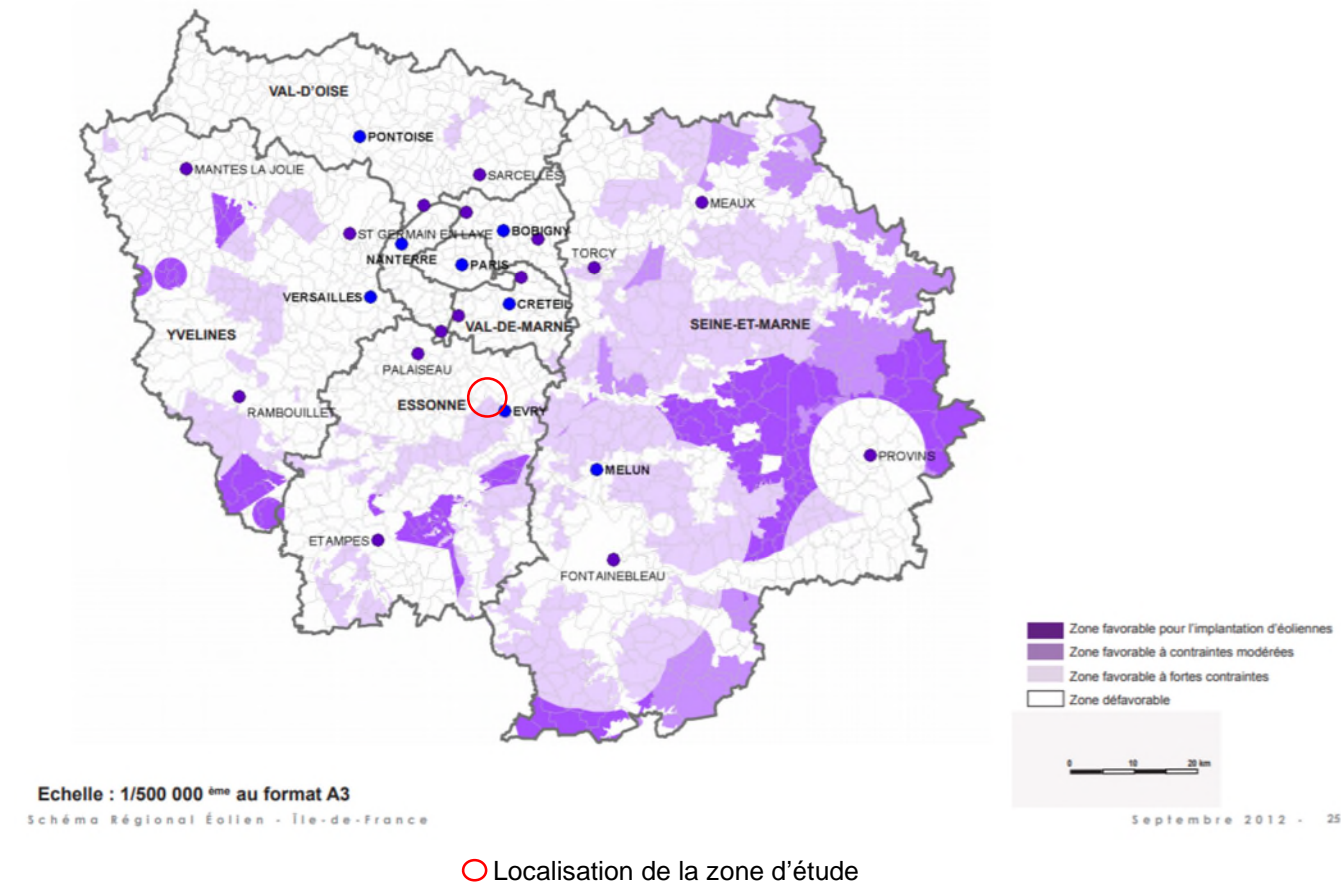 VAL-D'OISE
PONTOISE
MANTES LA JOLIE
SARCELLES
MEAUX
ST GERMAIN EN LAYE
BOBIGNY
NANTERRE
TORCY
PARIS
VERSAILLES
CRETEIL
VAL-DE-MARNE
SEINE-ET-MARNE
YVELINES
PALAISEAU
ESSONNE
EVRY
RAMBOUILLET
PROVINS
MELUN
ETAMPES
FONTAINEBLEAU
Zone favorable pour l'implantation d'éoliennes
Zone favorable à contraintes modérées
Zone favorable à fortes contraintes
Zone défavorable
0 10 20 km
Echelle : 1/500 000 ème au format A3
Schéma Régional Éolien - Île-de-France
Septembre 2012 - 25
Localisation de la zone d'étude